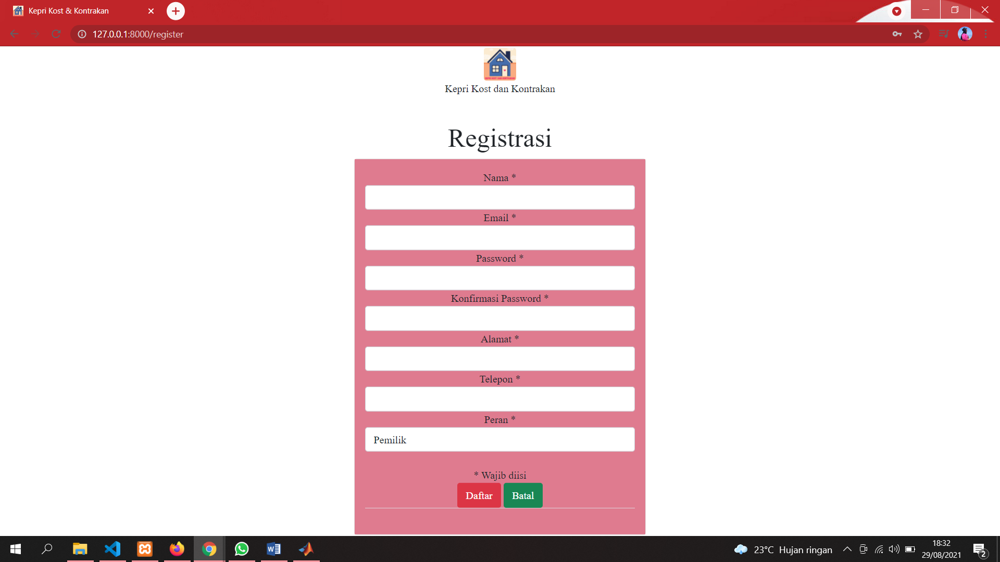 Kepri Kost & Kontrakan
127.0.0.1:8000/register
Kepri Kost dan Kontrakan
Registrasi
Nama *
Email *
Password *
Konfirmasi Password *
Alamat *
Telepon *
Peran *
Pemilik
* Wajib diisi
Daftar Batal
23°C Hujan ringan
18:32
29/08/2021
2